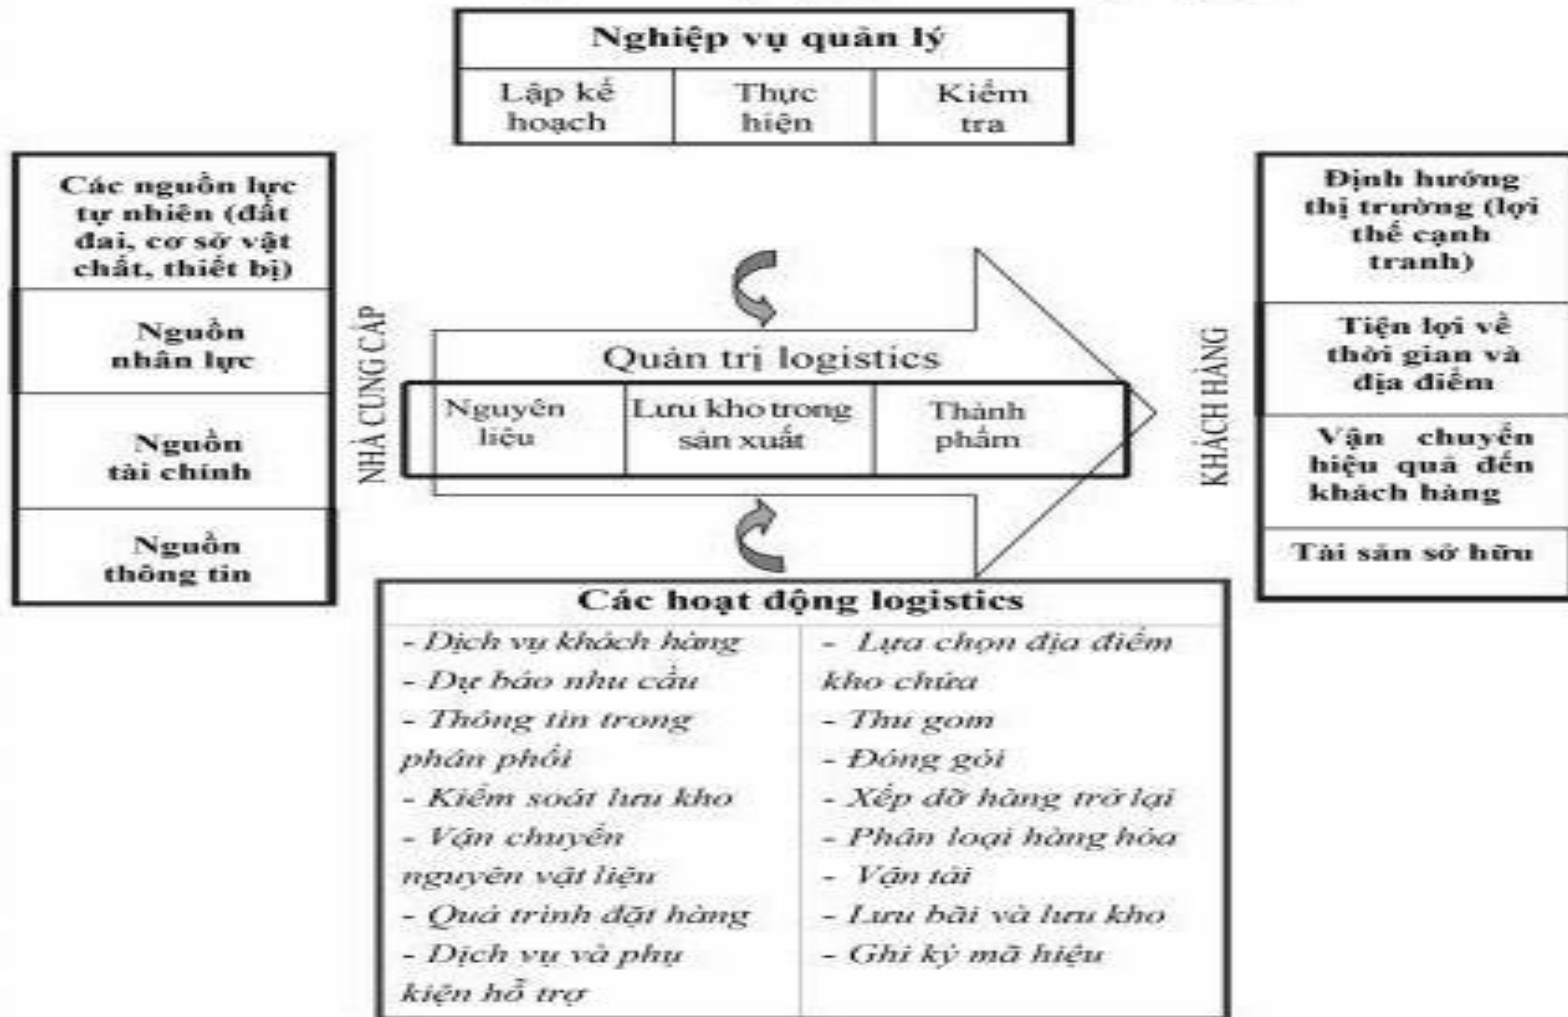 Nghiệp vụ quản lý
Lập kế
hoạch
Thực
hiện
Kiểm
tra
Các nguồn lực
tự nhiên (đất
đai, cơ sở vật
chất, thiết bị)
Nguồn
nhân lực
Nguồn
tài chính
Nguồn
thông tin
NHÀ CUNG CẤP
Quản trị logistics
Nguyên
liệu
Lưu kho trong
sản xuất
Thành
phẩm
KHÁCH HÀNG
Định hướng
thị trường (lợi
thế cạnh
tranh)
Tiện lợi về
thời gian và
địa điểm
Vận chuyển
hiệu quả đến
khách hàng
Tài sản sở hữu
Các hoạt động logistics
- Dịch vụ khách hàng
- Dự báo nhu cầu
- Thông tin trong
phân phối
- Kiểm soát lưu kho
- Vận chuyển
nguyên vật liệu
- Quá trình đặt hàng
- Dịch vụ và phụ
kiện hỗ trợ
- Lựa chọn địa điểm
kho chứa
- Thu gom
- Đóng gói
- Xếp dỡ hàng trở lại
- Phân loại hàng hóa
- Vận tải
- Lưu bãi và lưu kho
- Ghi ký mã hiệu